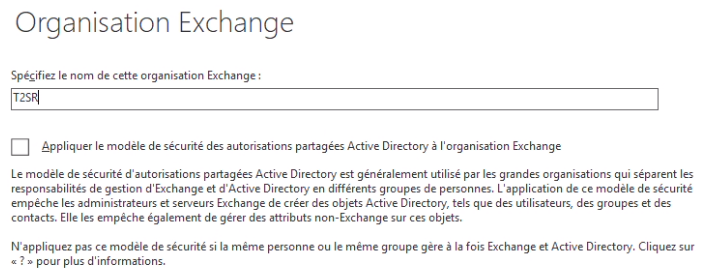 Organisation Exchange
Spécifiez le nom de cette organisation Exchange :
T2SR
Appliquer le modèle de sécurité des autorisations partagées Active Directory à l'organisation Exchange
Le modèle de sécurité d'autorisations partagées Active Directory est généralement utilisé par les grandes organisations qui séparent les
responsabilités de gestion d'Exchange et d'Active Directory en différents groupes de personnes. L'application de ce modèle de sécurité
empêche les administrateurs et serveurs Exchange de créer des objets Active Directory, tels que des utilisateurs, des groupes et des
contacts. Elle les empêche également de gérer des attributs non-Exchange sur ces objets.
N'appliquez pas ce modèle de sécurité si la même personne ou le même groupe gère à la fois Exchange et Active Directory. Cliquez sur
« ? » pour plus d'informations.